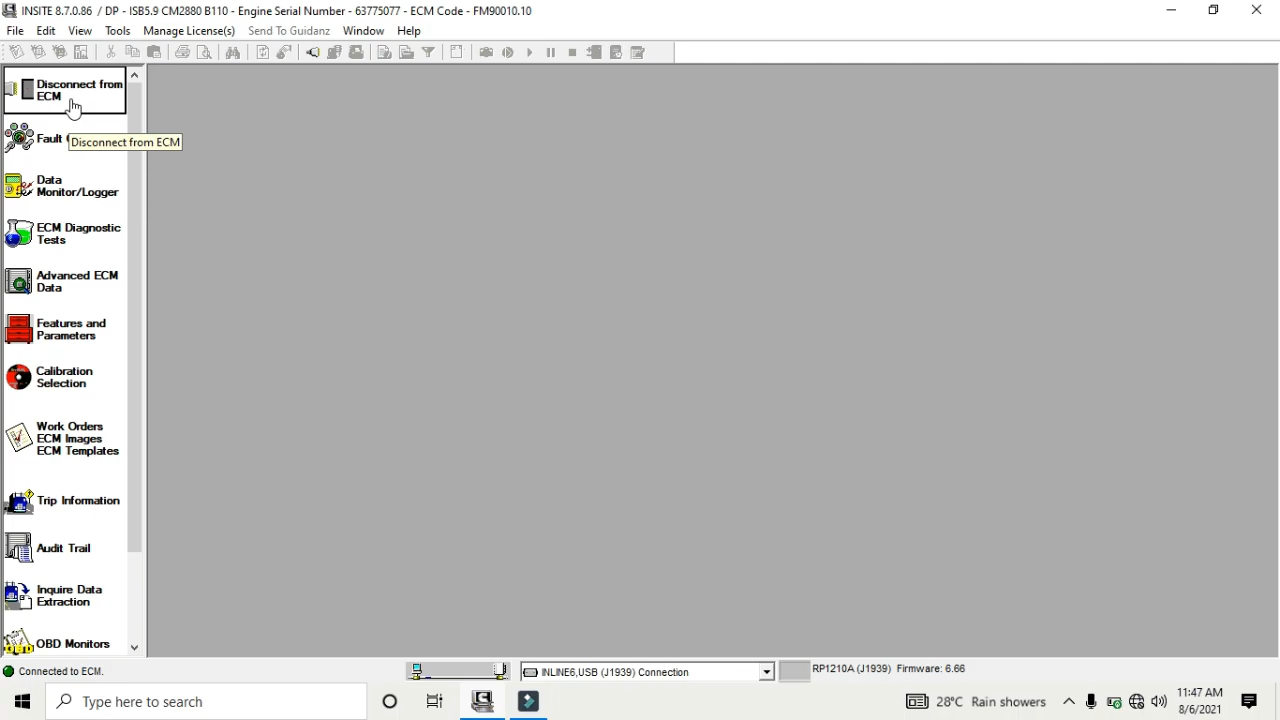 INSITE 8.7.0.86 / DP - ISB5.9 CM2880 B110 - Engine Serial Number - 63775077 - ECM Code - FM90010.10
File Edit View Tools Manage License(s) Send To Guidanz Window Help
Disconnect from
ECM
Disconnect from ECM
Fault
Data
Monitor/Logger
ECM Diagnostic
Tests
Advanced ECM
Data
Features and
Parameters
Calibration
Selection
Work Orders
ECM Images
ECM Templates
Trip Information
Audit Trail
Inquire Data
Extraction
OBD Monitors
Connected to ECM.
INLINE6,USB (J1939) Connection
RP1210A (J1939) Firmware: 6.66
Type here to search
28°C Rain showers
11:47 AM
8/6/2021